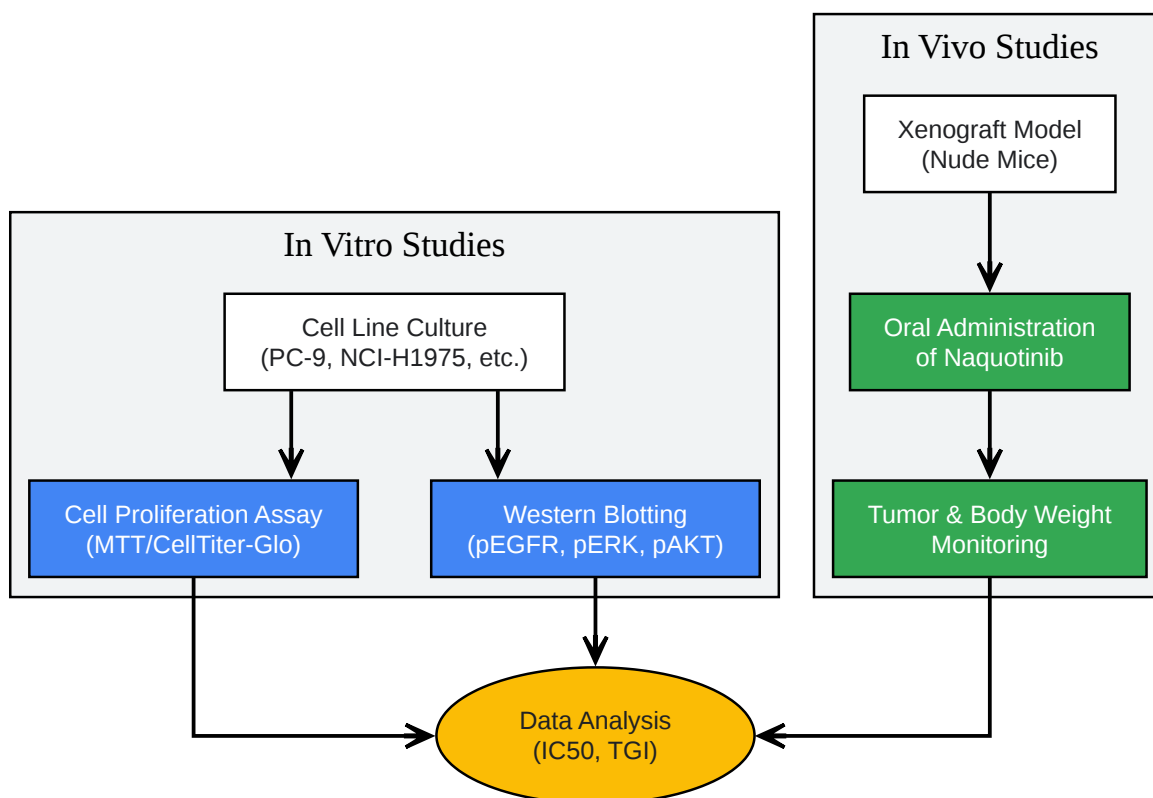 In Vivo Studies
Xenograft Model
(Nude Mice)
Oral Administration
of Naquotinib
Tumor & Body Weight
Monitoring
In Vitro Studies
Cell Line Culture
(PC-9, NCI-H1975, etc.)
Cell Proliferation Assay
(MTT/CellTiter-Glo)
Western Blotting
(pEGFR, pERK, pAKT)
Data Analysis
(IC50, TGI)